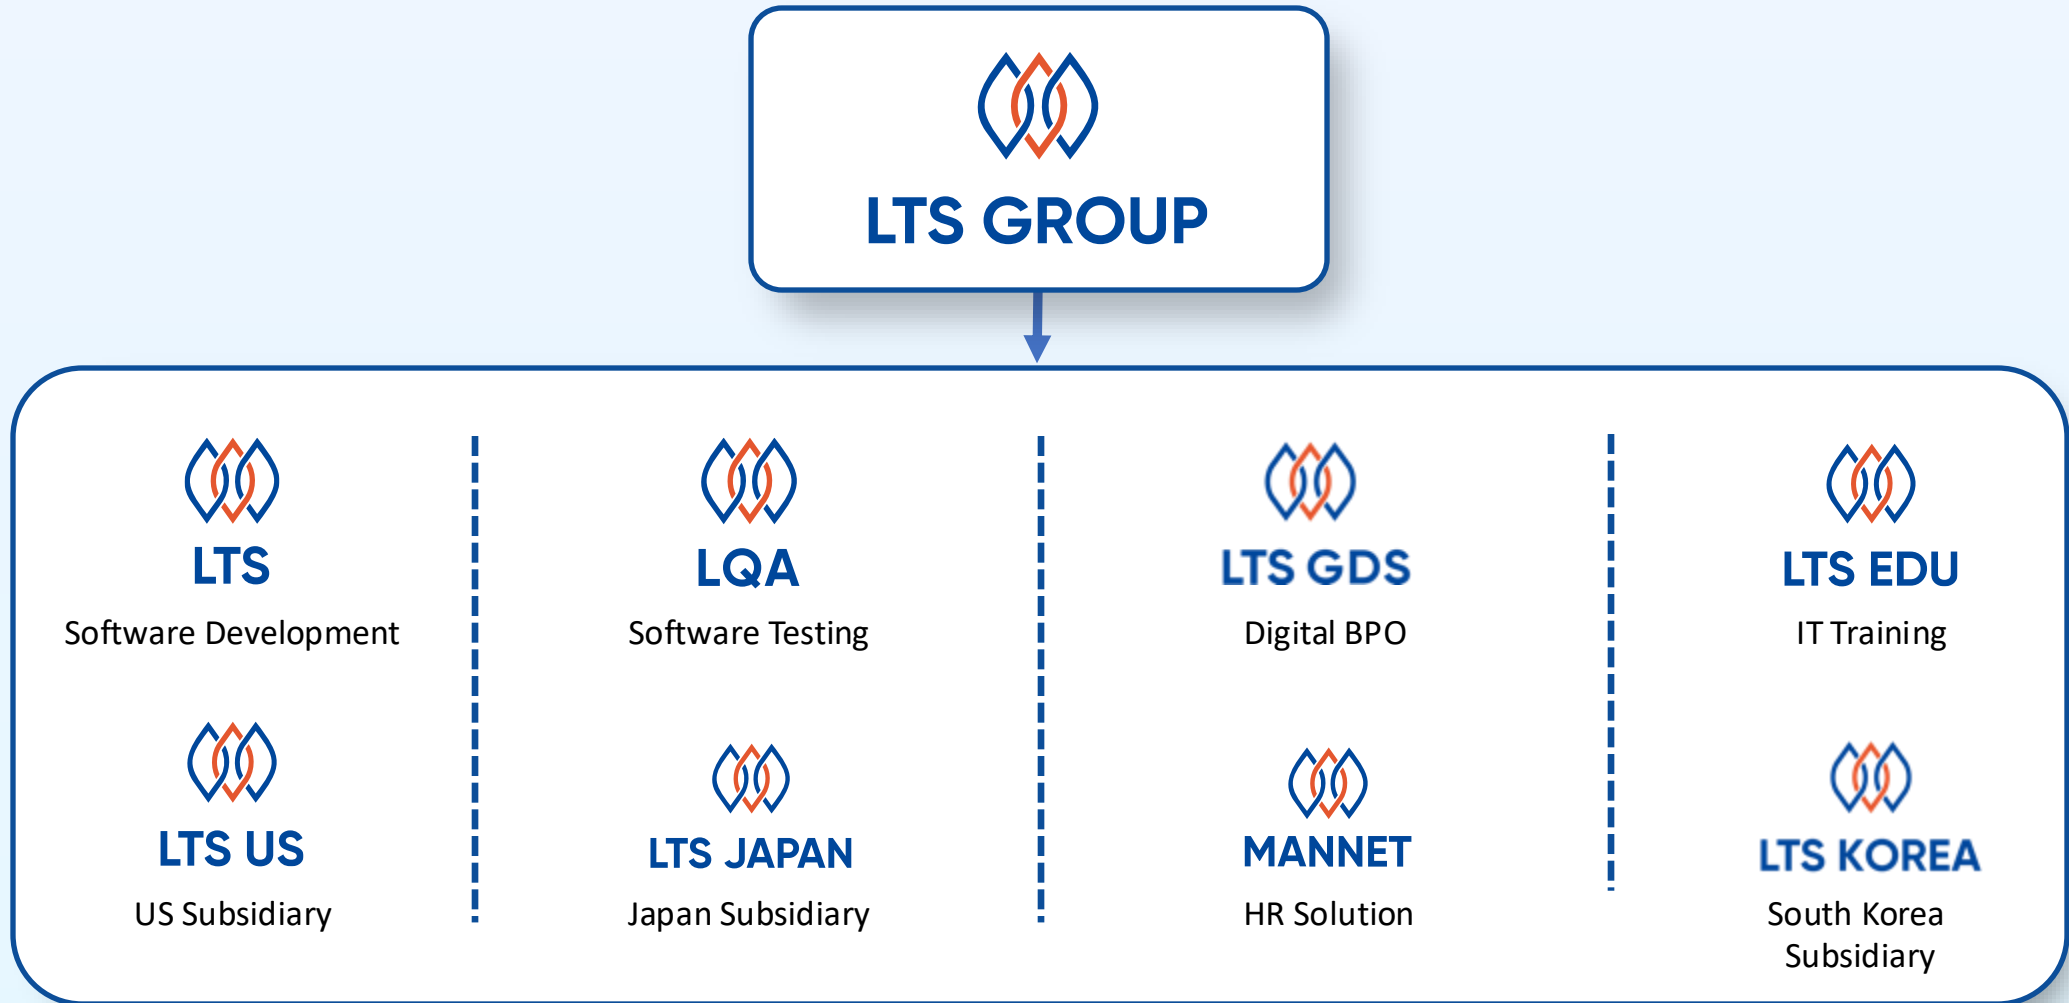 LTS GROUP
LTS
Software Development
LQA
Software Testing
LTS GDS
Digital BPO
LTS EDU
IT Training
LTS US
US Subsidiary
LTS JAPAN
Japan Subsidiary
MANNET
HR Solution
LTS KOREA
South Korea
Subsidiary